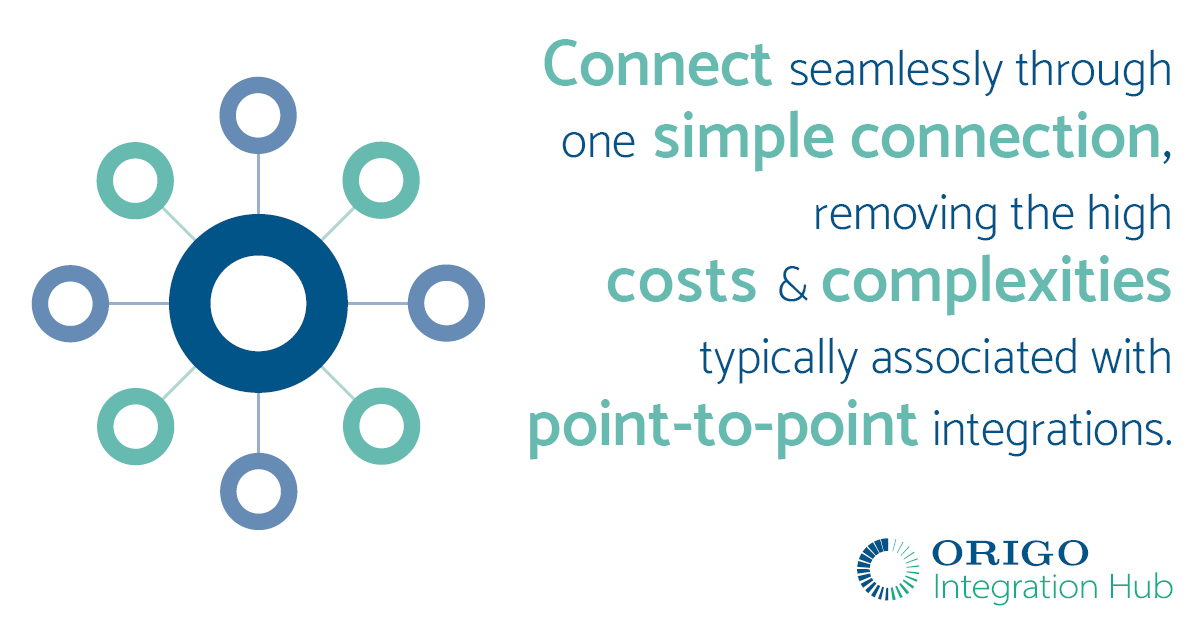 Connect seamlessly through
one simple connection,
removing the high
costs & complexities
typically associated with
point-to-point integrations.
ORIGO
Integration Hub